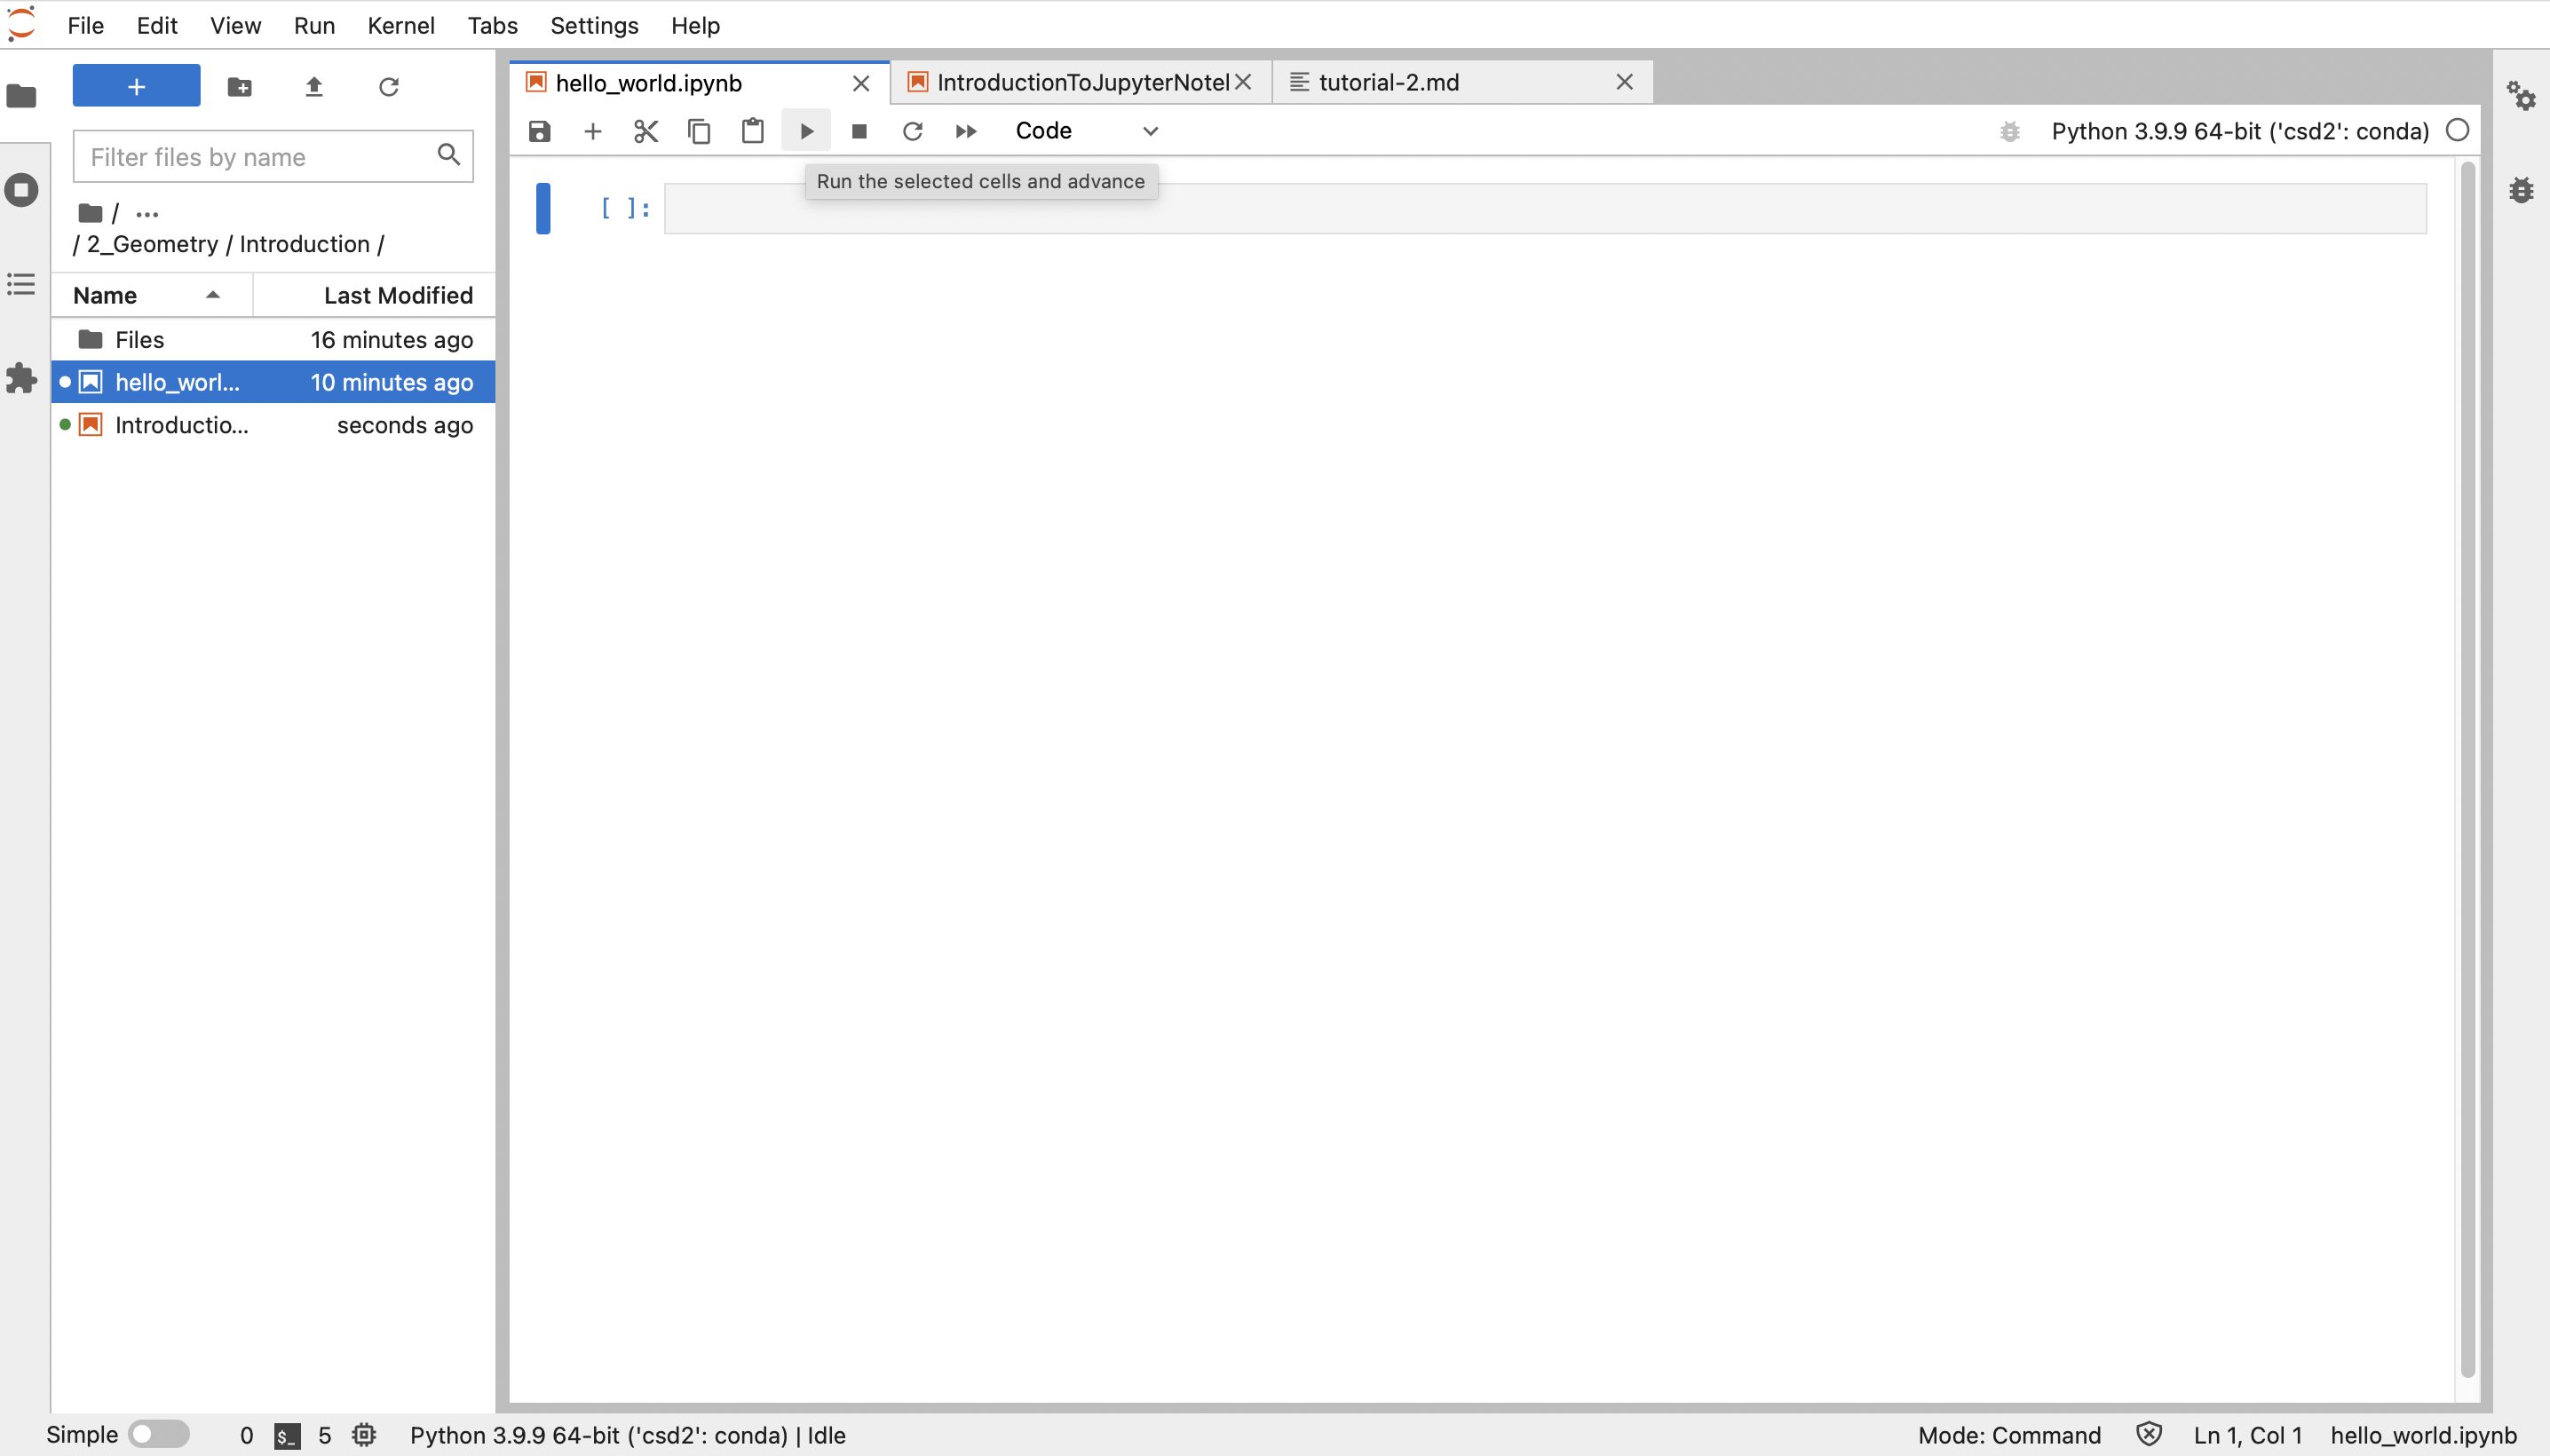 File Edit View Run Kernel Tabs Settings Help
Filter files by name
/ ...
/ 2_Geometry / Introduction /
Name Last Modified
Files 16 minutes ago
hello_worl... 10 minutes ago
Introductio... seconds ago
hello_world.ipynb IntroductionToJupyterNotel tutorial-2.md
Code Python 3.9.9 64-bit ('csd2': conda)
Run the selected cells and advance
[ ]:
Simple 0 $_ 5 Python 3.9.9 64-bit ('csd2': conda) | Idle Mode: Command Ln 1, Col 1 hello_world.ipynb